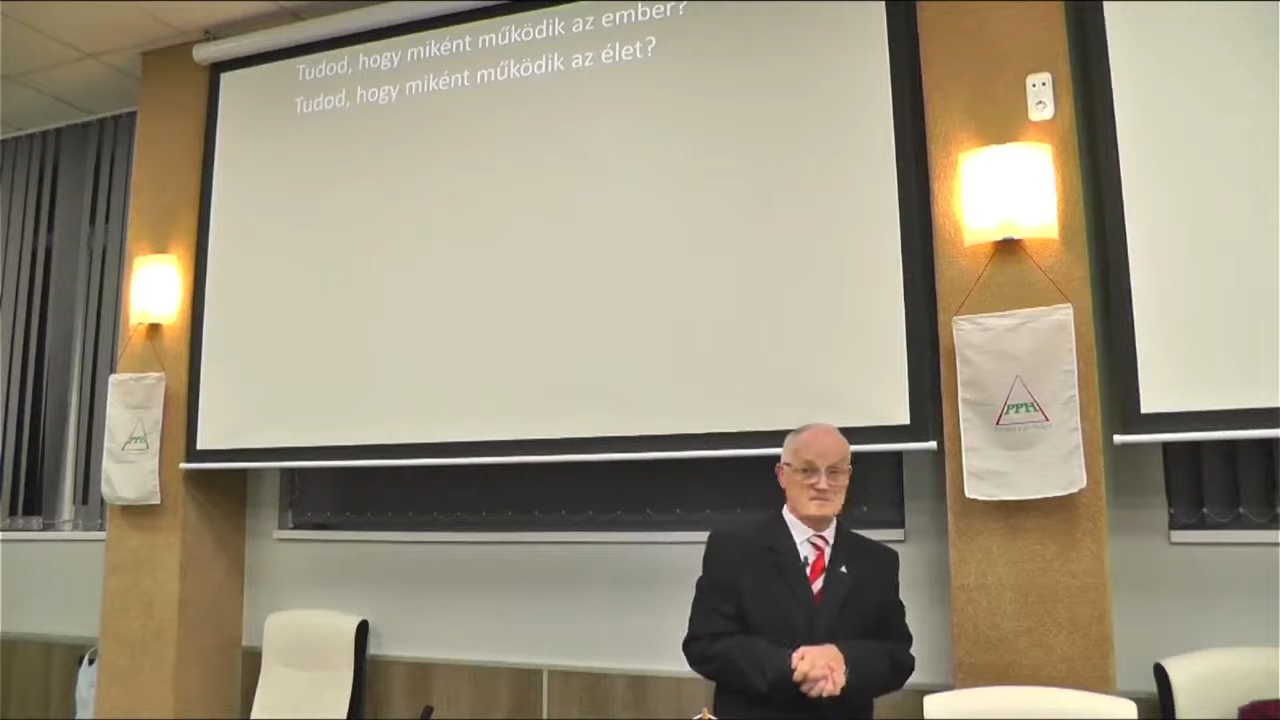 Tudod, hogy miként működik az ember?
Tudod, hogy miként működik az élet?
PPH
PPH